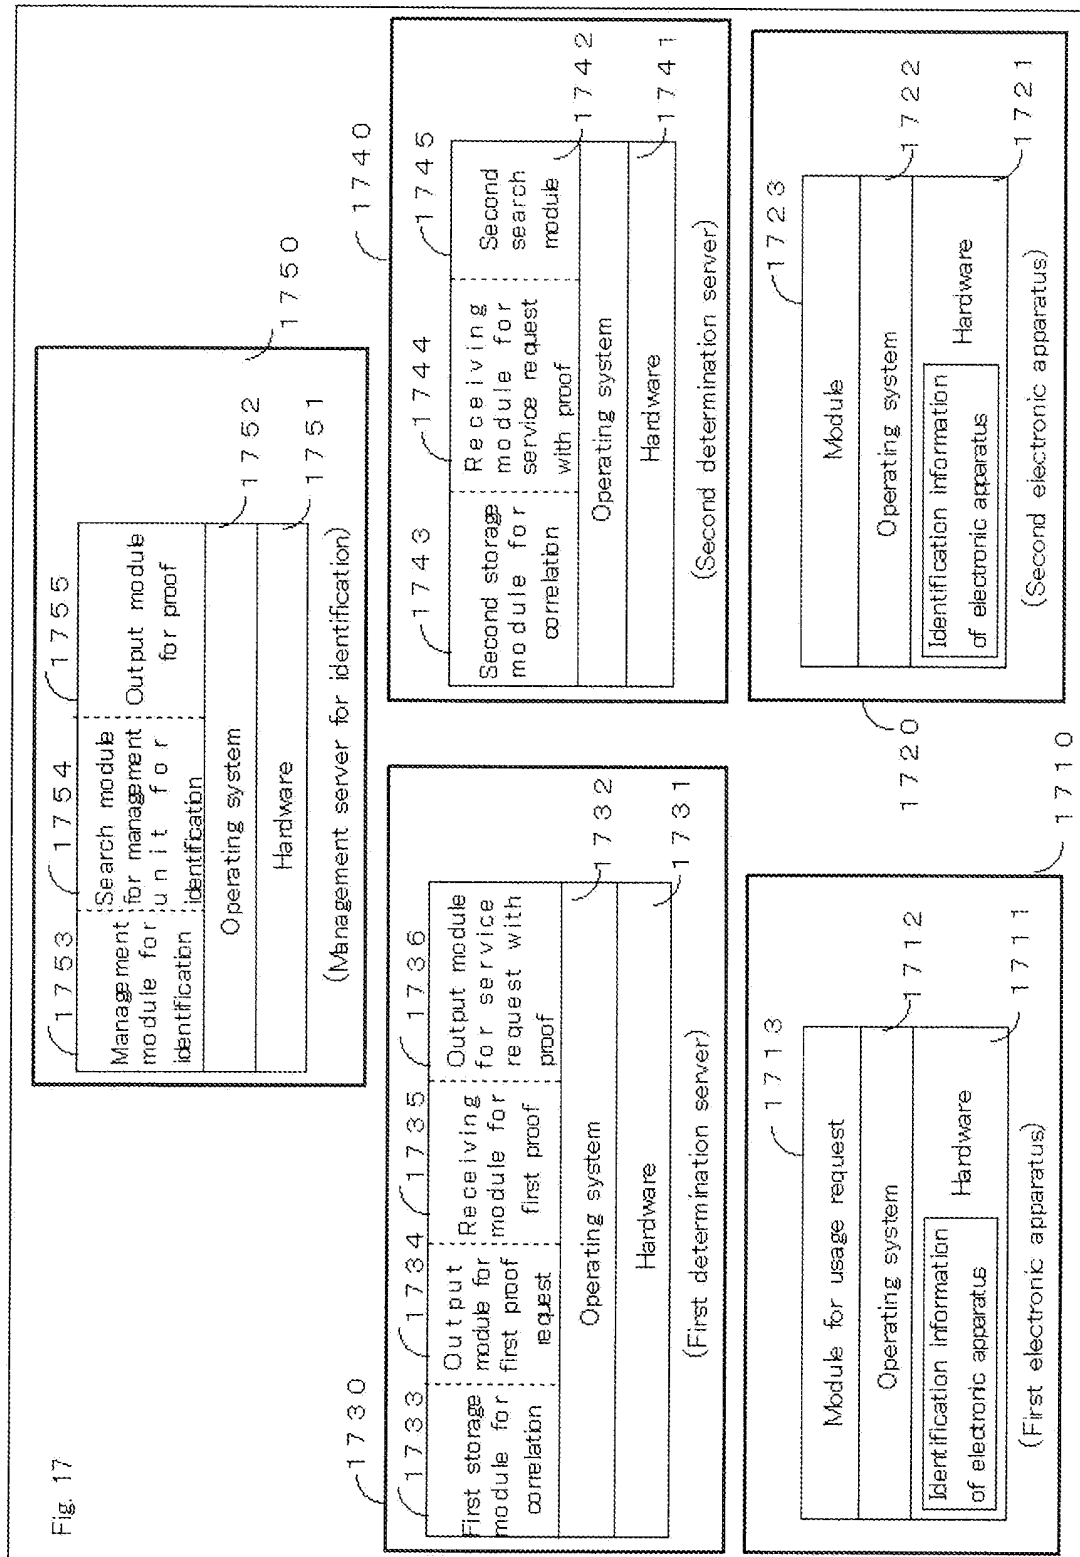 Fig. 17
1750
1753
1754
1755
Management
module for
identification
Search module
for management
unit for
identification
Output module
for proof
Operating system
1752
Hardware
1751
(Management server for identification)
1730
1733
1734
1735
1736
First storage
module for
correlation
Output
module for
first proof
request
Receiving
module for
first proof
Output module
for service
request with
proof
Operating system
1732
Hardware
1731
(First determination server)
1740
1743
1744
1745
Second storage
module for
correlation
Receiving
module for
service request
with proof
Second
search
module
Operating system
1742
Hardware
1741
(Second determination server)
1710
1713
Module for usage request
Operating system
1712
Identification information
of electronic apparatus
Hardware
1711
(First electronic apparatus)
1720
1723
Module
Operating system
1722
Identification information
of electronic apparatus
Hardware
1721
(Second electronic apparatus)